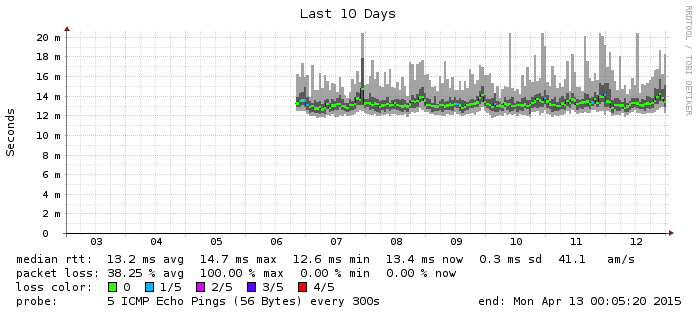 Last 10 Days
RRDTOOL / TOBI OETIKER
Seconds
20 m
18 m
16 m
14 m
12 m
10 m
8 m
6 m
4 m
2 m
0
03 04 05 06 07 08 09 10 11 12
median rtt: 13.2 ms avg 14.7 ms max 12.6 ms min 13.4 ms now 0.3 ms sd 41.1 am/s
packet loss: 38.25 % avg 100.00 % max 0.00 % min 0.00 % now
loss color: 0 1/5 2/5 3/5 4/5
probe: 5 ICMP Echo Pings (56 Bytes) every 300s end: Mon Apr 13 00:05:20 2015